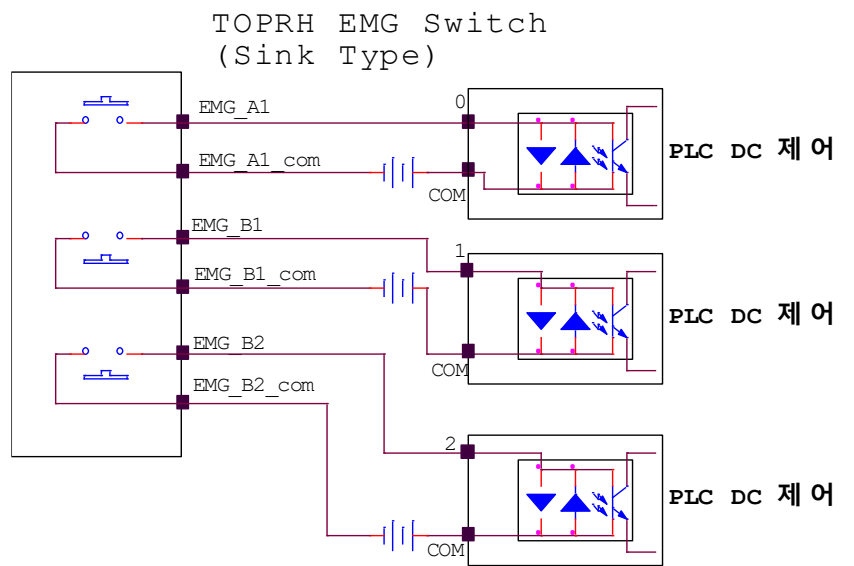 TOPRH EMG Switch
(Sink Type)
EMG_A1
0
EMG_A1_com
COM
PLC DC 제어
EMG_B1
1
EMG_B1_com
COM
PLC DC 제어
EMG_B2
EMG_B2_com
2
COM
PLC DC 제어